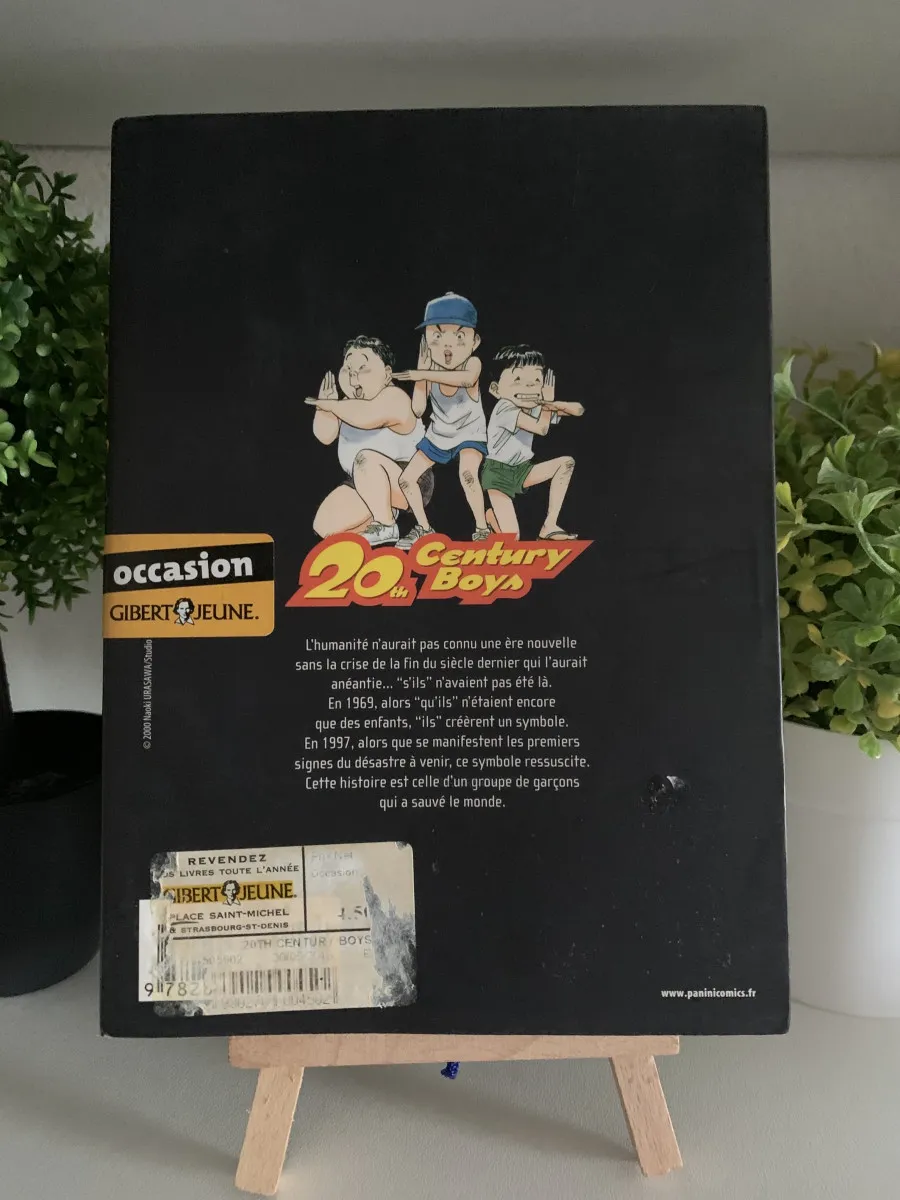 20th Century
Boys
occasion
GIBERT JEUNE.
© 2000 Naoki URASAWA/Studio
L'humanité n'aurait pas connu une ère nouvelle
sans la crise de la fin du siècle dernier qui l'aurait
anéantie... “s'ils” n'avaient pas été là.
En 1969, alors “qu'ils” n'étaient encore
que des enfants, “ils” créèrent un symbole.
En 1997, alors que se manifestent les premiers
signes du désastre à venir, ce symbole ressuscite.
Cette histoire est celle d'un groupe de garçons
qui a sauvé le monde.
REVENDEZ
LIVRES TOUTE L'ANNÉE
GIBERT JEUNE.
PLACE SAINT-MICHEL
& STRASBOURG-ST-DENIS
Occasion
20TH CENTURY BOYS
www.paninicomics.fr